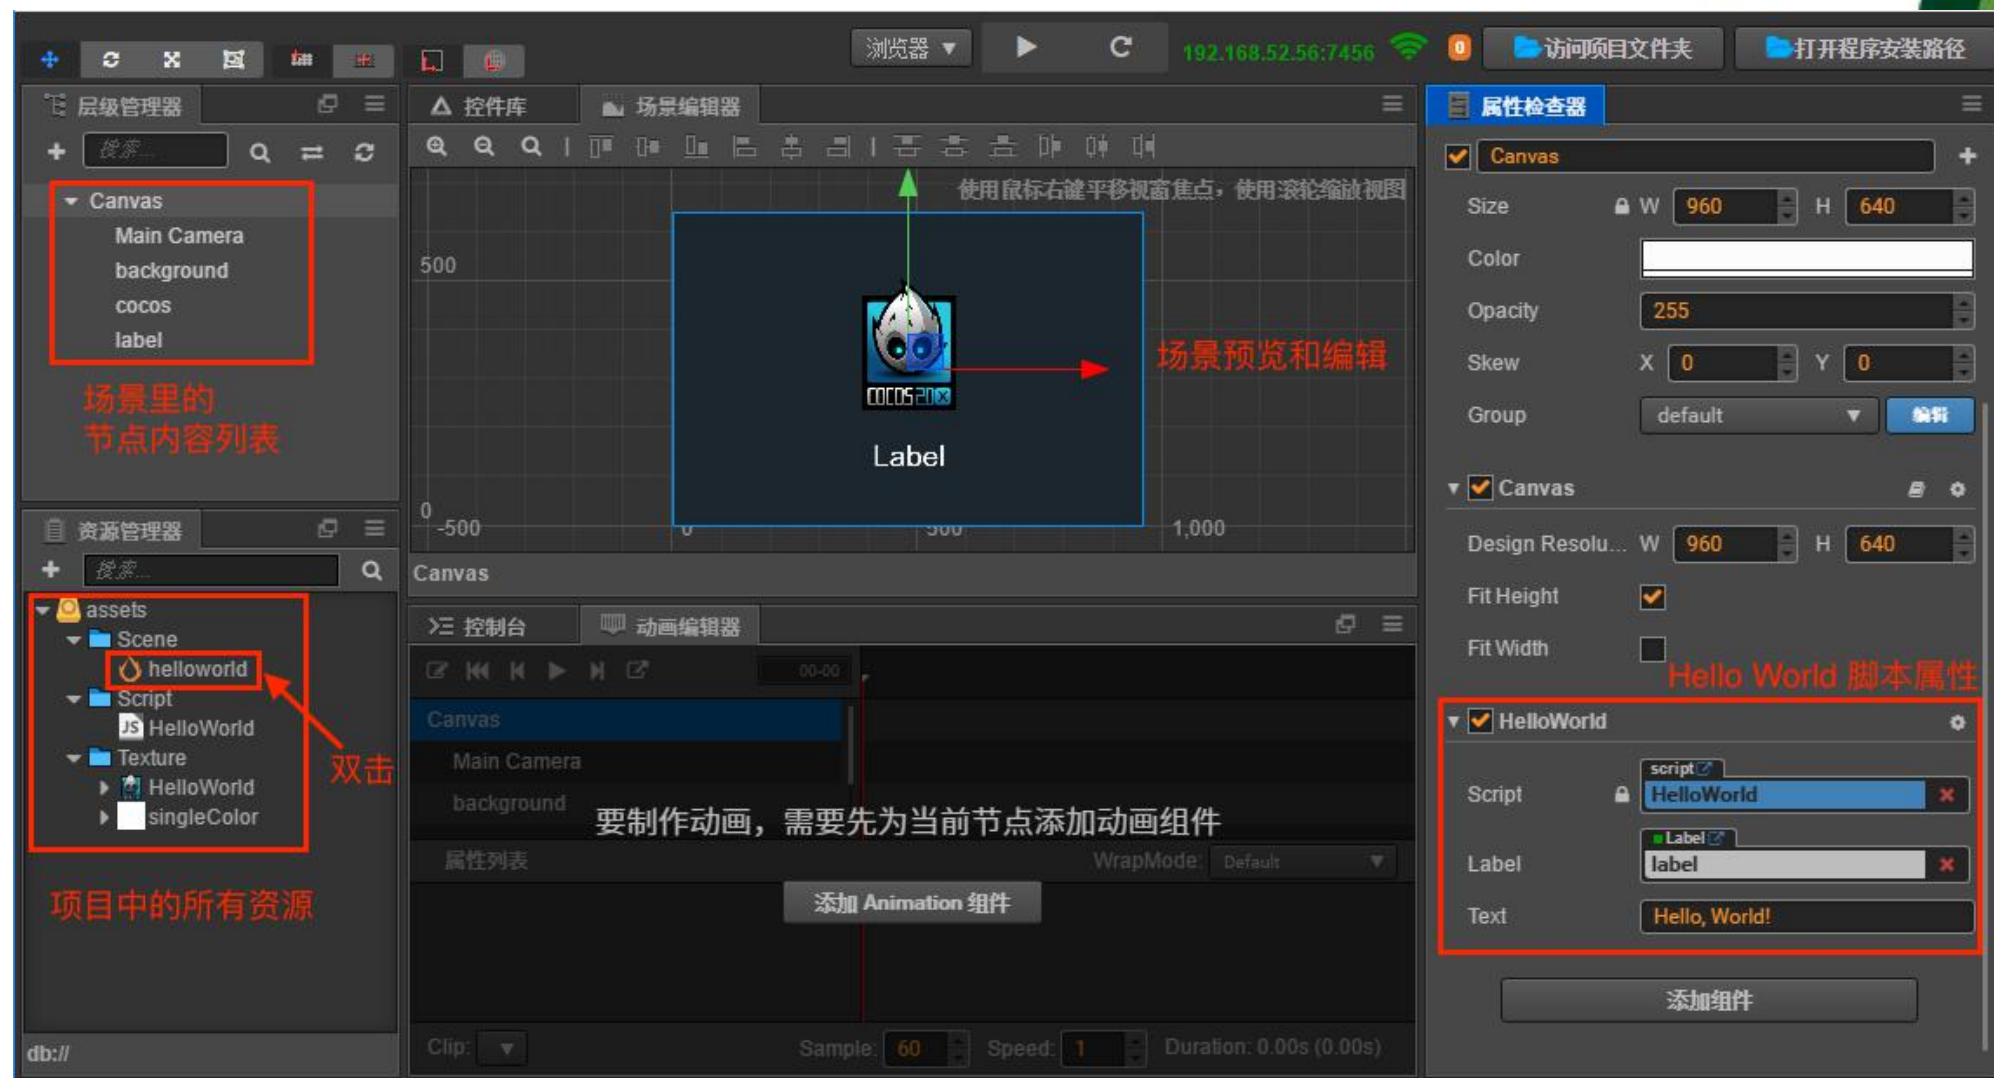 浏览器
192.168.52.56:7456
0
访问项目文件夹
打开程序安装路径
层级管理器
搜索...
Canvas
Main Camera
background
cocos
label
场景里的
节点内容列表
控件库
场景编辑器
使用鼠标右键平移视窗焦点，使用滚轮缩放视图
500
COCOS2DX
Label
场景预览和编辑
0
-500
0
500
1,000
Canvas
资源管理器
搜索...
assets
Scene
helloworld
Script
JS HelloWorld
Texture
HelloWorld
singleColor
双击
项目中的所有资源
db://
控制台
动画编辑器
00-00
Canvas
Main Camera
background
要制作动画，需要先为当前节点添加动画组件
属性列表
WrapMode: Default
添加 Animation 组件
Clip:
Sample: 60
Speed: 1
Duration: 0.00s (0.00s)
属性检查器
Canvas
Size W 960 H 640
Color
Opacity 255
Skew X 0 Y 0
Group default 编辑
Canvas
Design Resolu... W 960 H 640
Fit Height
Fit Width
Hello World 脚本属性
HelloWorld
script
Script HelloWorld
Label
Label label
Text Hello, World!
添加组件